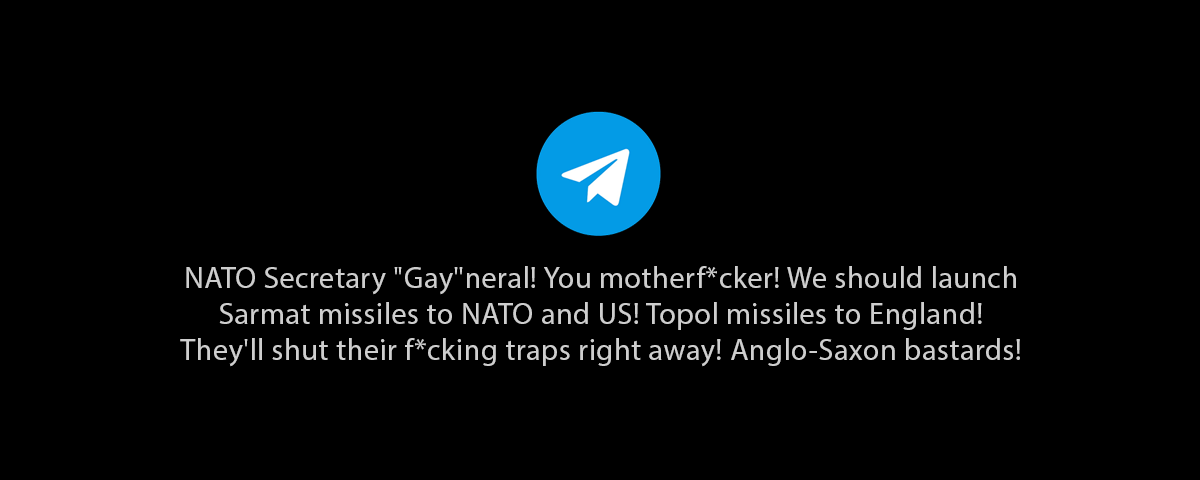 NATO Secretary "Gay"neral! You motherf*cker! We should launch
Sarmat missiles to NATO and US! Topol missiles to England!
They'll shut their f*cking traps right away! Anglo-Saxon bastards!